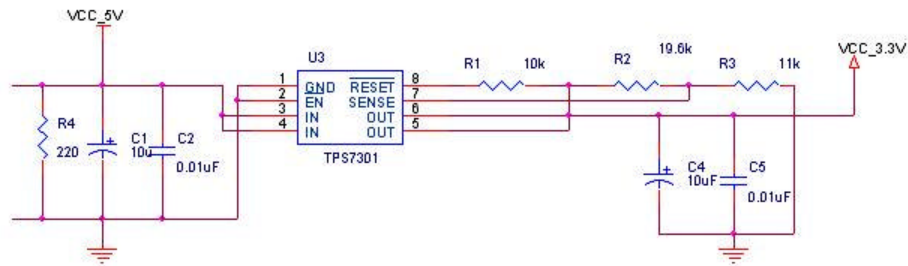 VCC_5V
U3
R1
10k
R2
19.6k
R3
11k
VCC_3.3V
1
GND
RESET
8
2
EN
SENSE
7
3
IN
OUT
6
4
IN
OUT
5
TPS7301
R4
220
C1
10u
C2
0.01uF
C4
10uF
C5
0.01uF